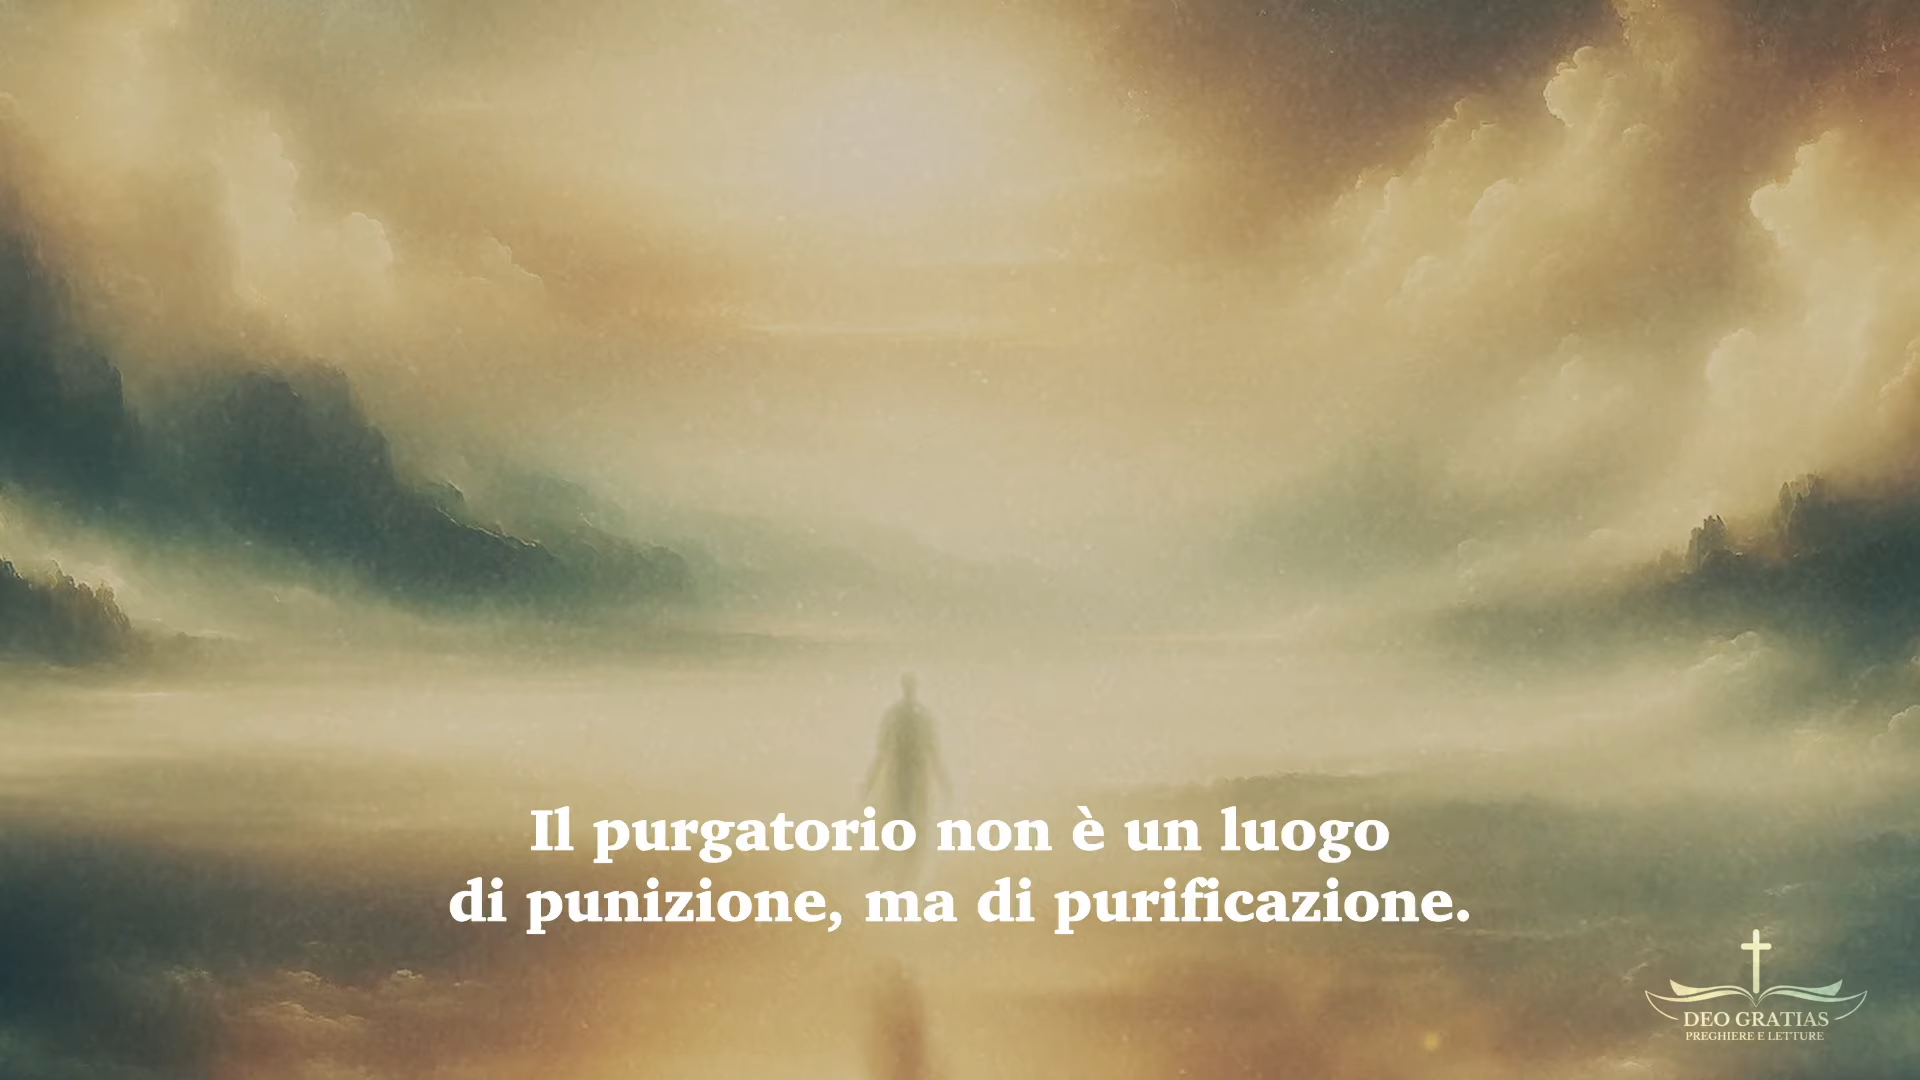 Il purgatorio non è un luogo
di punizione, ma di purificazione.
DEO GRATIAS
PREGHIERE E LETTURE